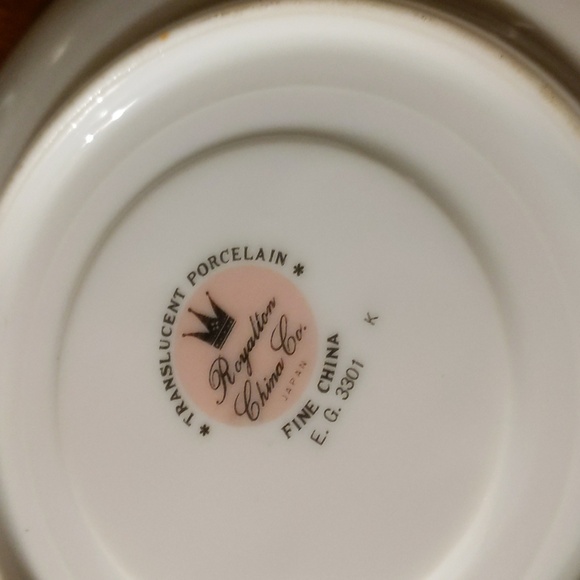 * TRANSLUCENT PORCELAIN *
Royalton
China Co.
JAPAN
FINE CHINA
E. G. 3301
K